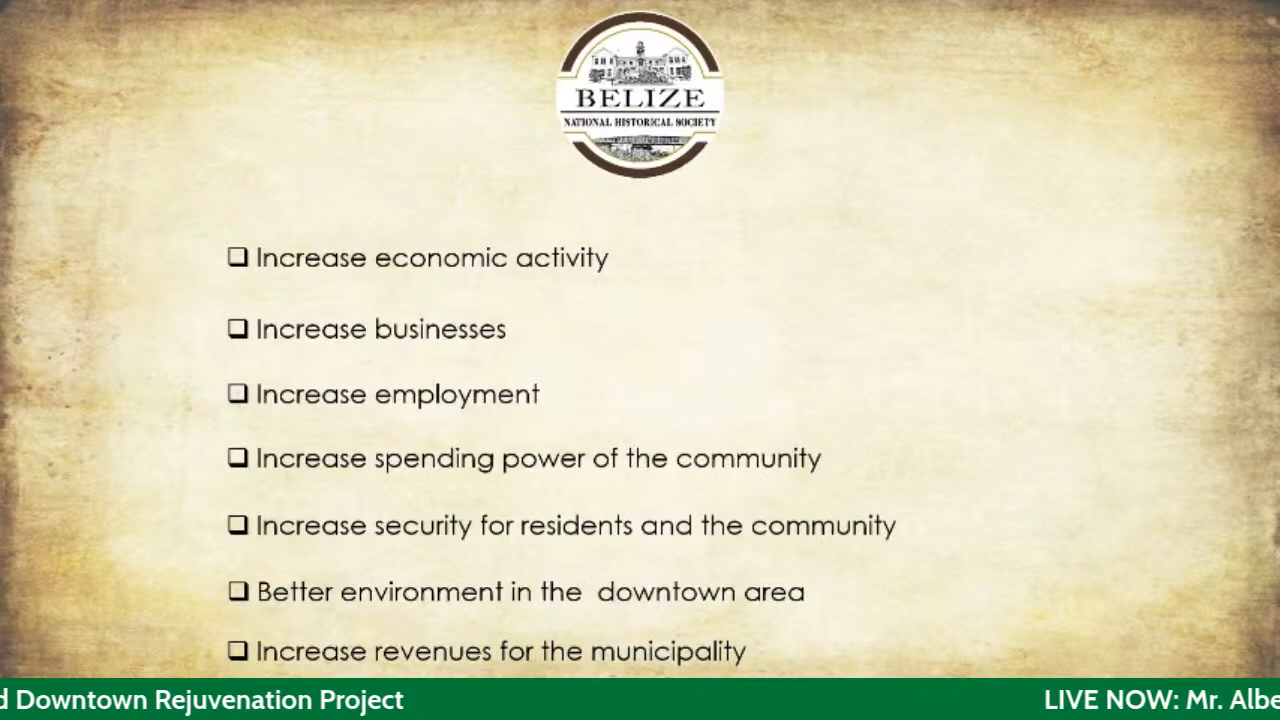 BELIZE
NATIONAL HISTORICAL SOCIETY
Increase economic activity
Increase businesses
Increase employment
Increase spending power of the community
Increase security for residents and the community
Better environment in the downtown area
Increase revenues for the municipality
Downtown Rejuvenation Project
LIVE NOW: Mr.